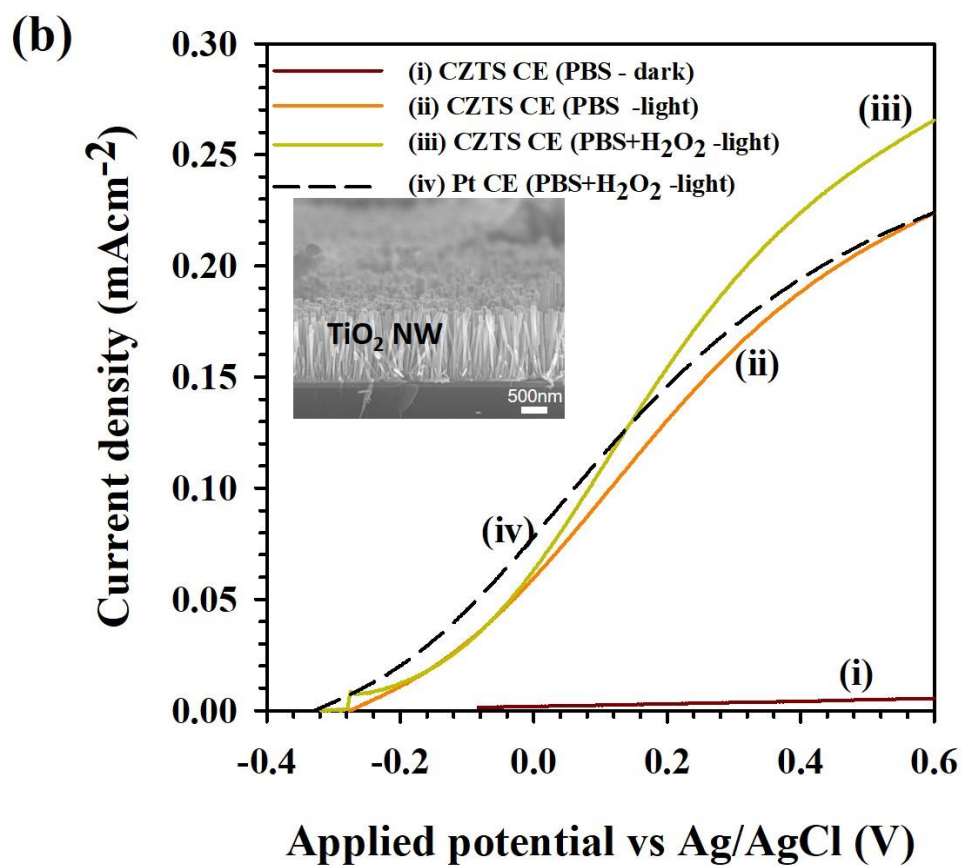 (b)
0.30
0.25
0.20
0.15
0.10
0.05
0.00
Current density (mAcm⁻²)
(i) CZTS CE (PBS - dark)
(ii) CZTS CE (PBS -light)
(iii) CZTS CE (PBS+H₂O₂ -light)
(iv) Pt CE (PBS+H₂O₂ -light)
TiO₂ NW
500nm
(iii)
(ii)
(iv)
(i)
-0.4 -0.2 0.0 0.2 0.4 0.6
Applied potential vs Ag/AgCl (V)